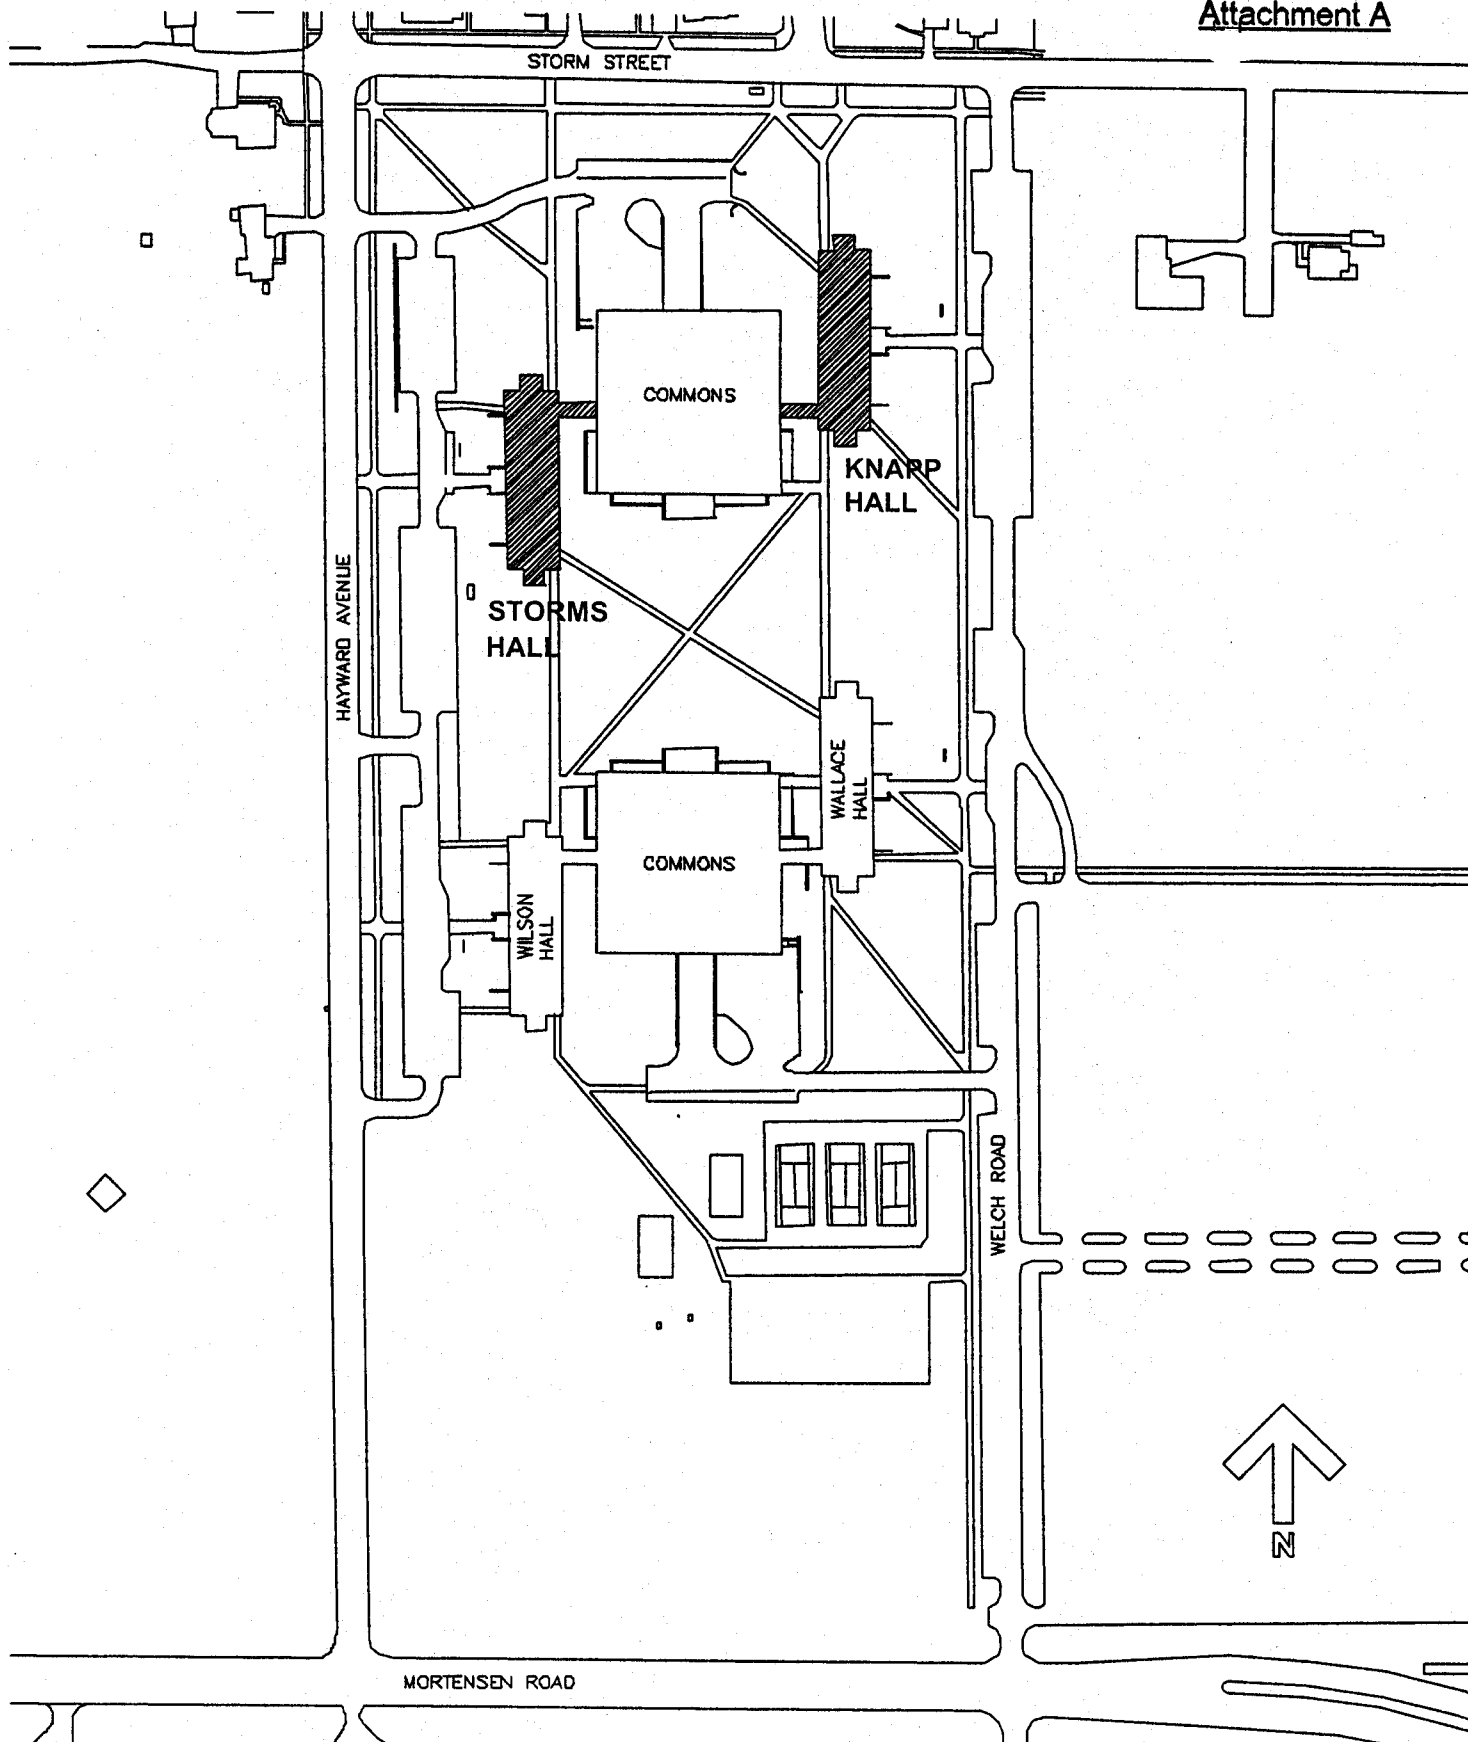 Attachment A
STORM STREET
COMMONS
KNAPP
HALL
HAYWARD AVENUE
STORMS
HALL
WALLACE
HALL
COMMONS
WILSON
HALL
WELCH ROAD
N
MORTENSEN ROAD